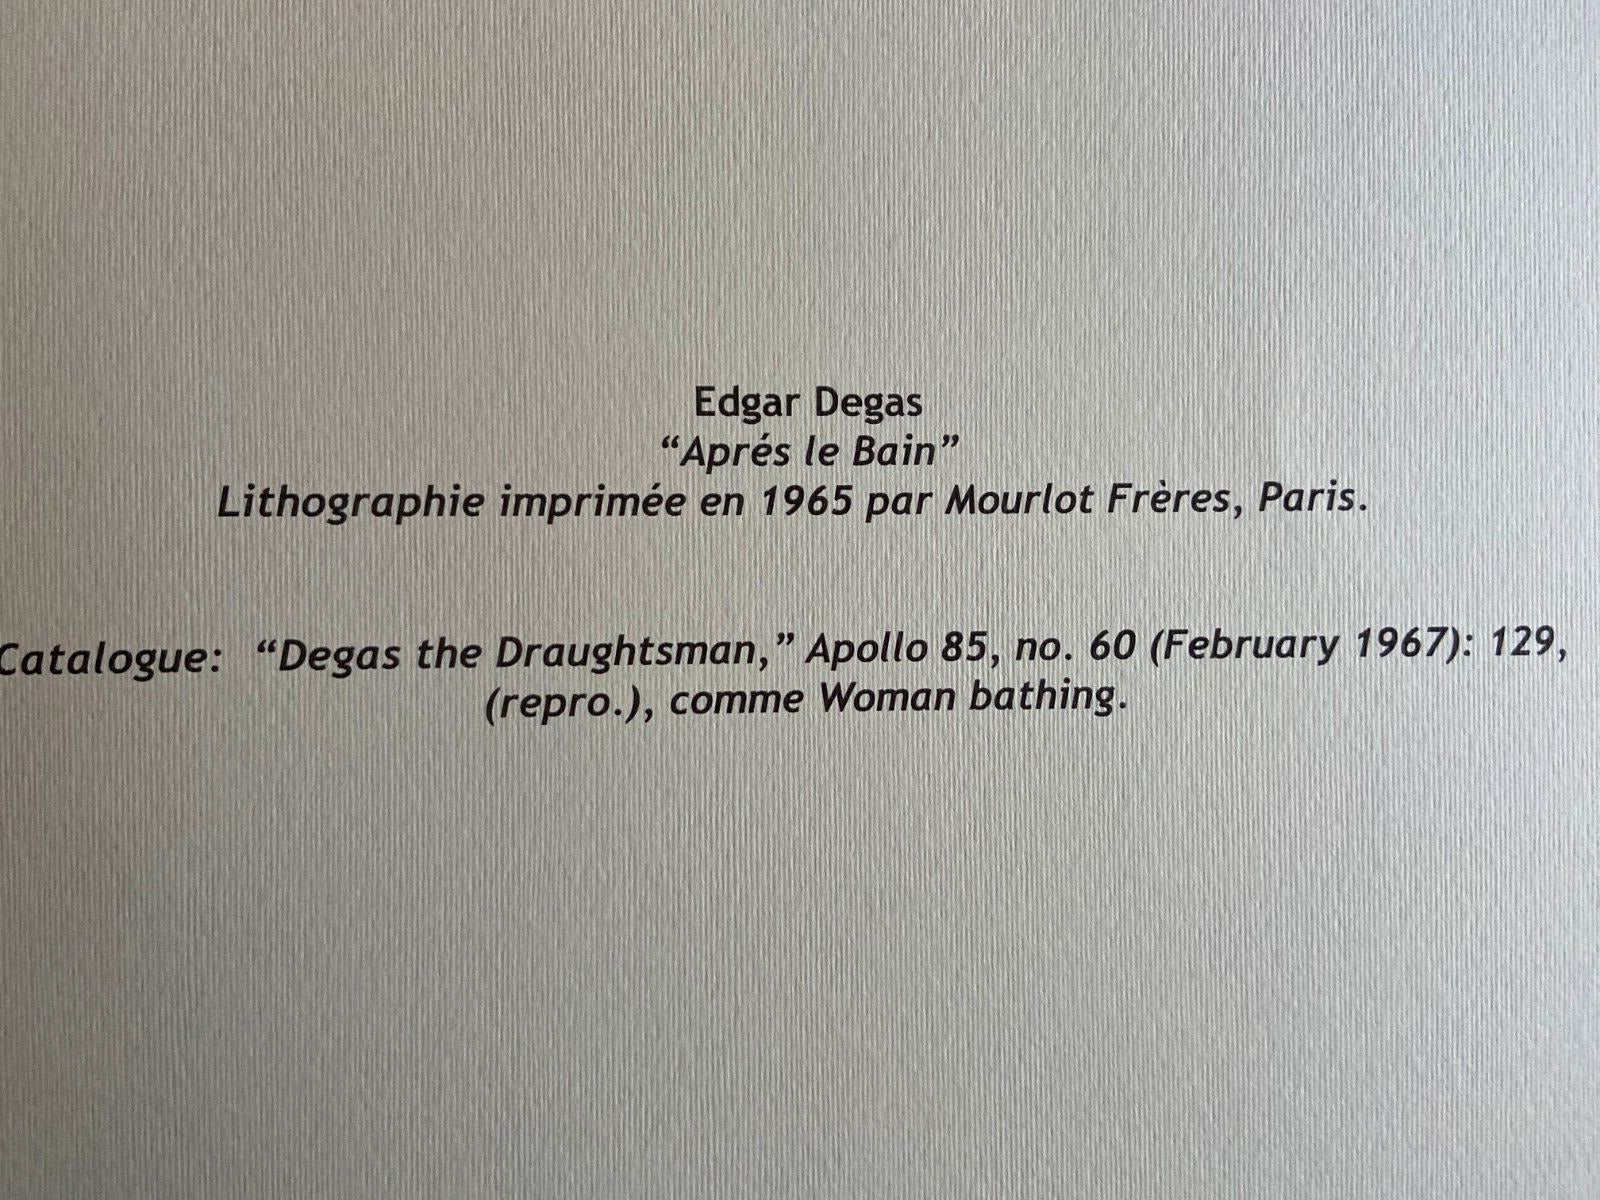 Edgar Degas
“Aprés le Bain”
Lithographie imprimée en 1965 par Mourlot Frères, Paris.
Catalogue: “Degas the Draughtsman,” Apollo 85, no. 60 (February 1967): 129,
(repro.), comme Woman bathing.